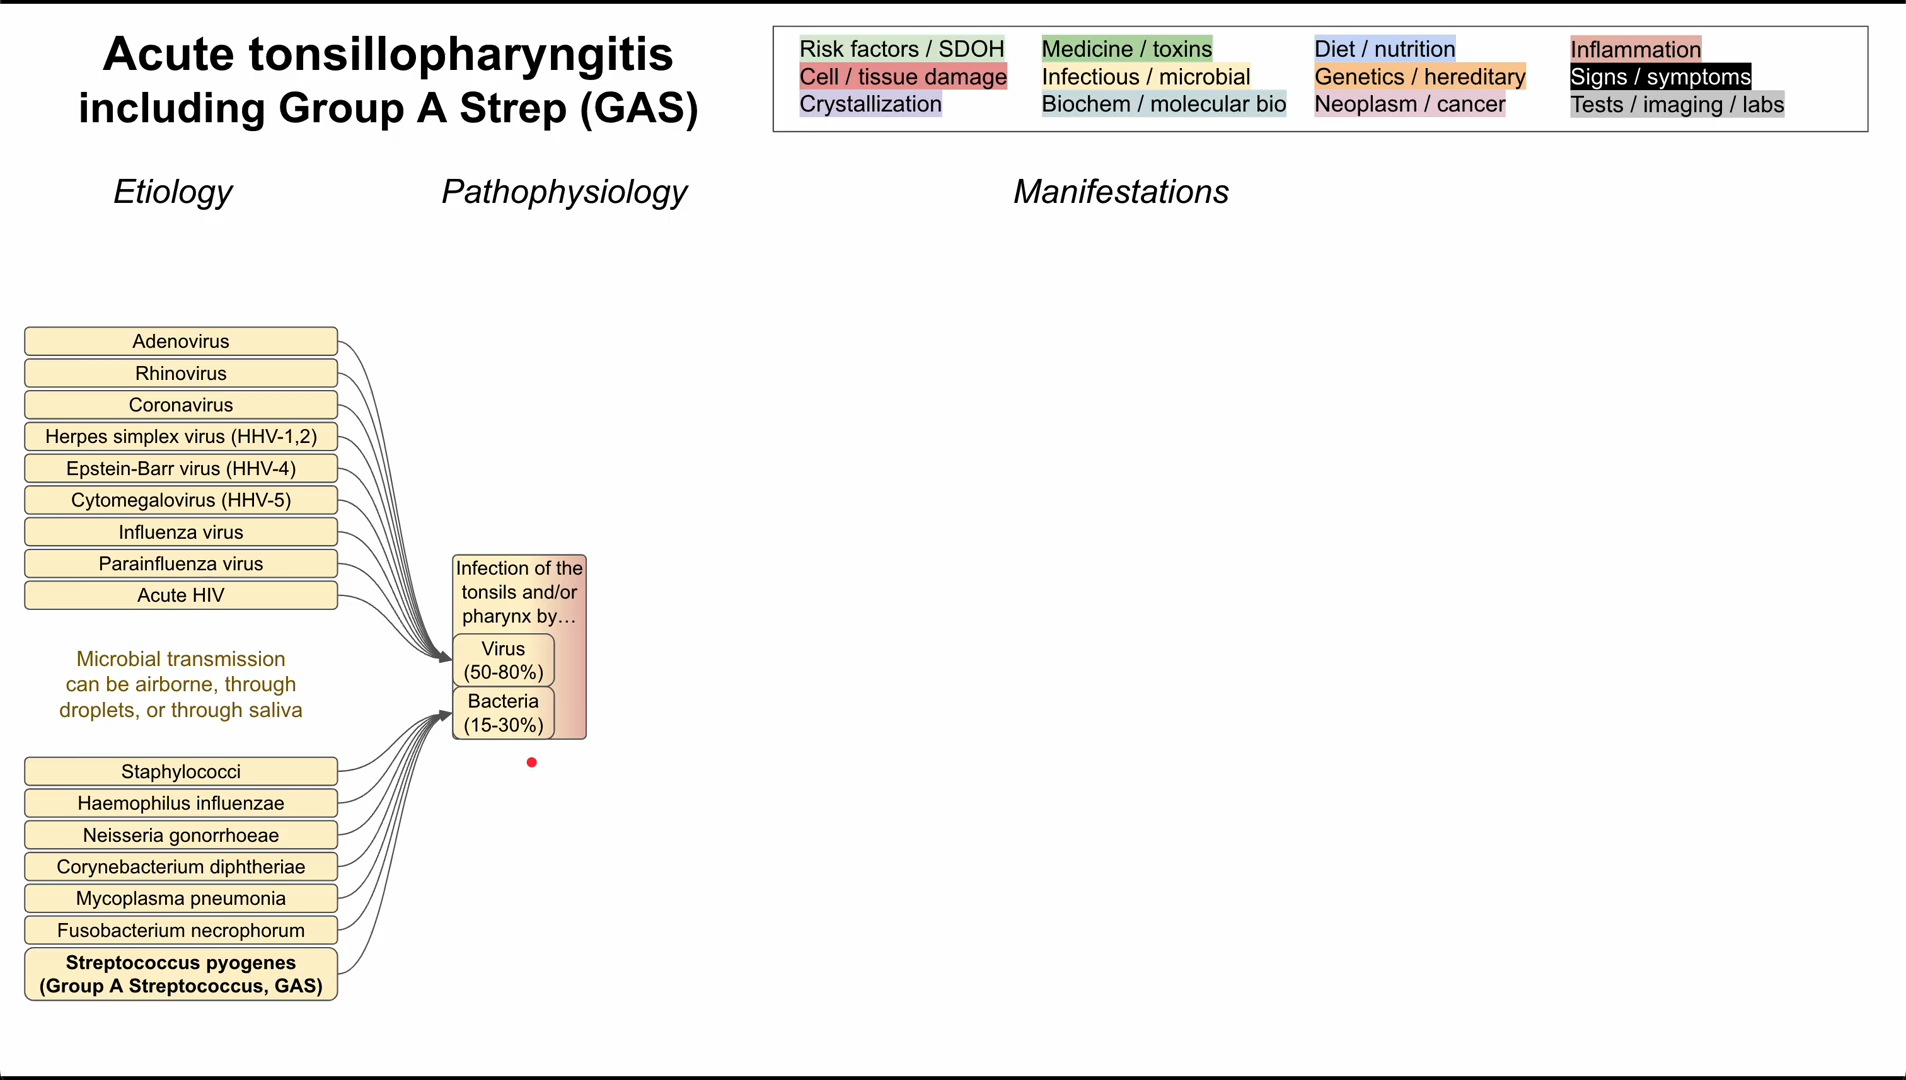 Acute tonsillopharyngitis
including Group A Strep (GAS)
Risk factors / SDOH
Medicine / toxins
Diet / nutrition
Inflammation
Cell / tissue damage
Infectious / microbial
Genetics / hereditary
Signs / symptoms
Crystallization
Biochem / molecular bio
Neoplasm / cancer
Tests / imaging / labs
Etiology
Pathophysiology
Manifestations
Adenovirus
Rhinovirus
Coronavirus
Herpes simplex virus (HHV-1,2)
Epstein-Barr virus (HHV-4)
Cytomegalovirus (HHV-5)
Influenza virus
Parainfluenza virus
Acute HIV
Microbial transmission
can be airborne, through
droplets, or through saliva
Staphylococci
Haemophilus influenzae
Neisseria gonorrhoeae
Corynebacterium diphtheriae
Mycoplasma pneumonia
Fusobacterium necrophorum
Streptococcus pyogenes
(Group A Streptococcus, GAS)
Infection of the
tonsils and/or
pharynx by…
Virus
(50-80%)
Bacteria
(15-30%)